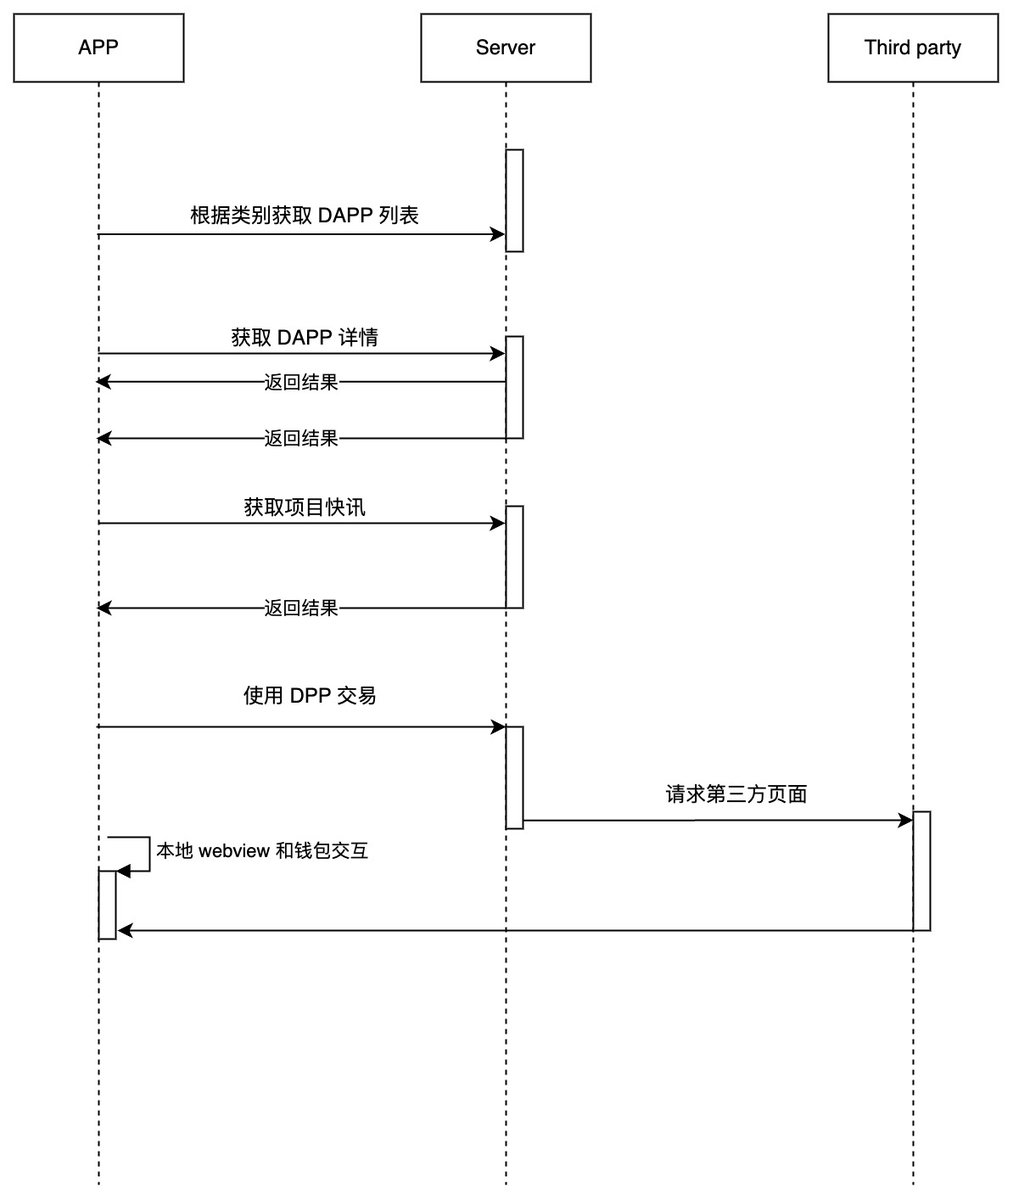 APP
Server
Third party
根据类别获取 DAPP 列表
获取 DAPP 详情
返回结果
返回结果
获取项目快讯
返回结果
使用 DPP 交易
请求第三方页面
本地 webview 和钱包交互